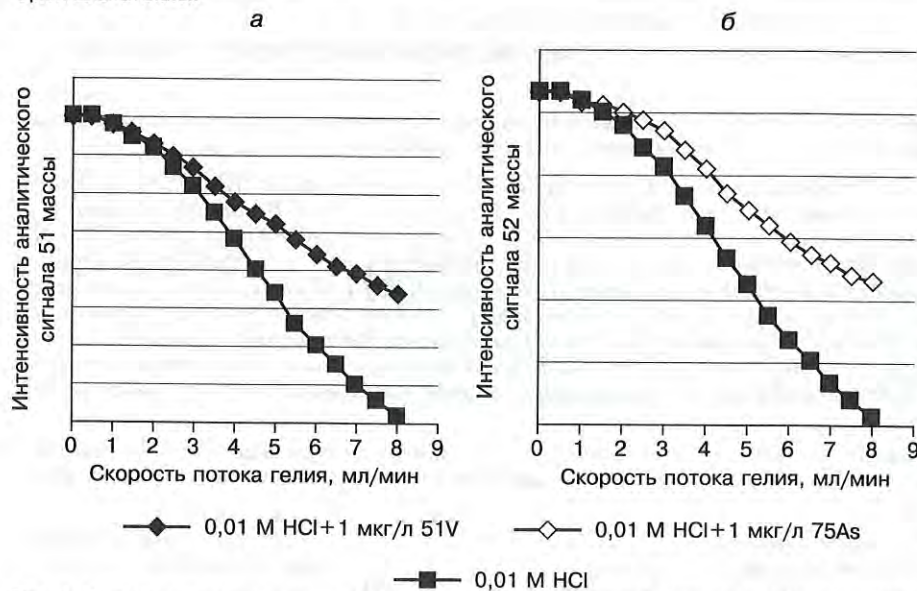 а
б
Интенсивность аналитического
сигнала 51 массы
0 1 2 3 4 5 6 7 8 9
Скорость потока гелия, мл/мин
Интенсивность аналитического
сигнала 52 массы
0 1 2 3 4 5 6 7 8 9
Скорость потока гелия, мл/мин
0,01 М HCl+1 мкг/л 51V
0,01 М HCl+1 мкг/л 75As
0,01 М HCl